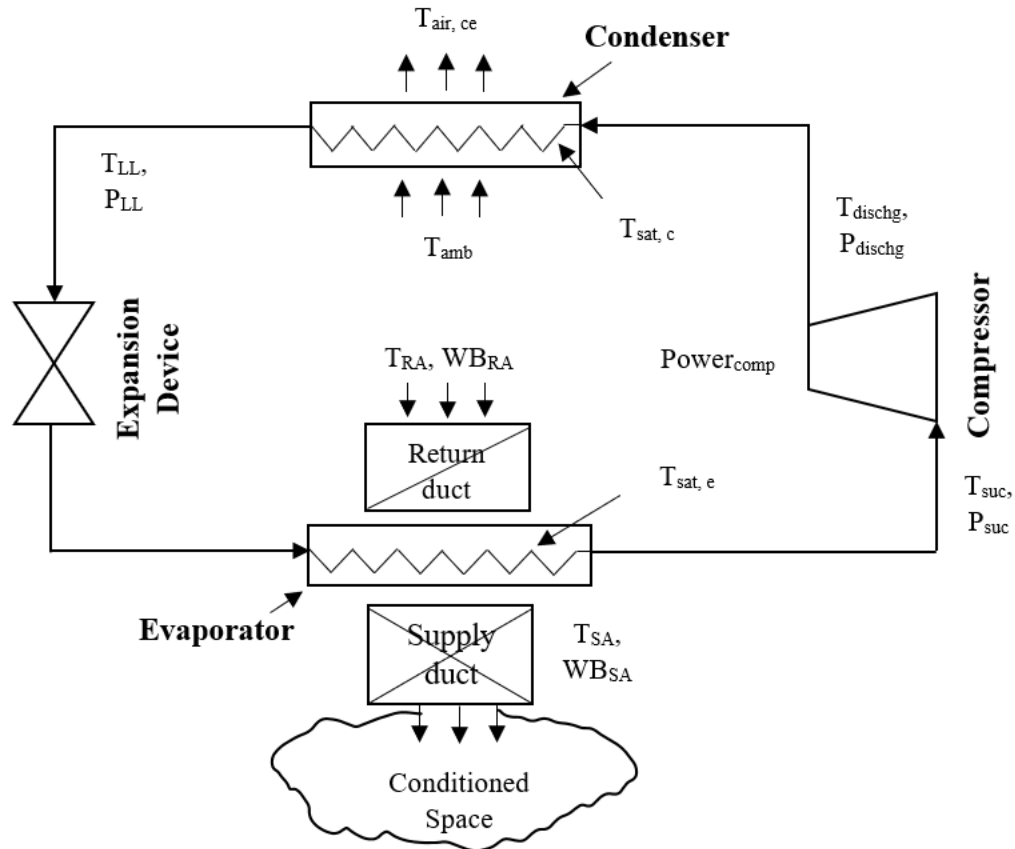 T_air, ce
Condenser
T_LL,
P_LL
T_amb
T_sat, c
T_dischg,
P_dischg
Expansion
Device
T_RA, WB_RA
Power_comp
Compressor
Return
duct
T_sat, e
T_suc,
P_suc
Evaporator
Supply
duct
T_SA,
WB_SA
Conditioned
Space